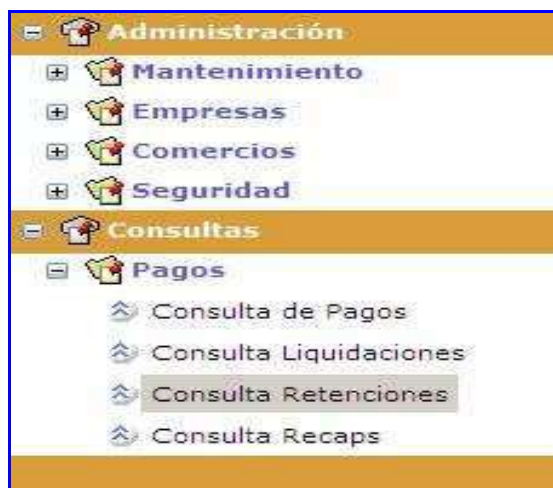 Administración
Mantenimiento
Empresas
Comercios
Seguridad
Consultas
Pagos
Consulta de Pagos
Consulta Liquidaciones
Consulta Retenciones
Consulta Recaps